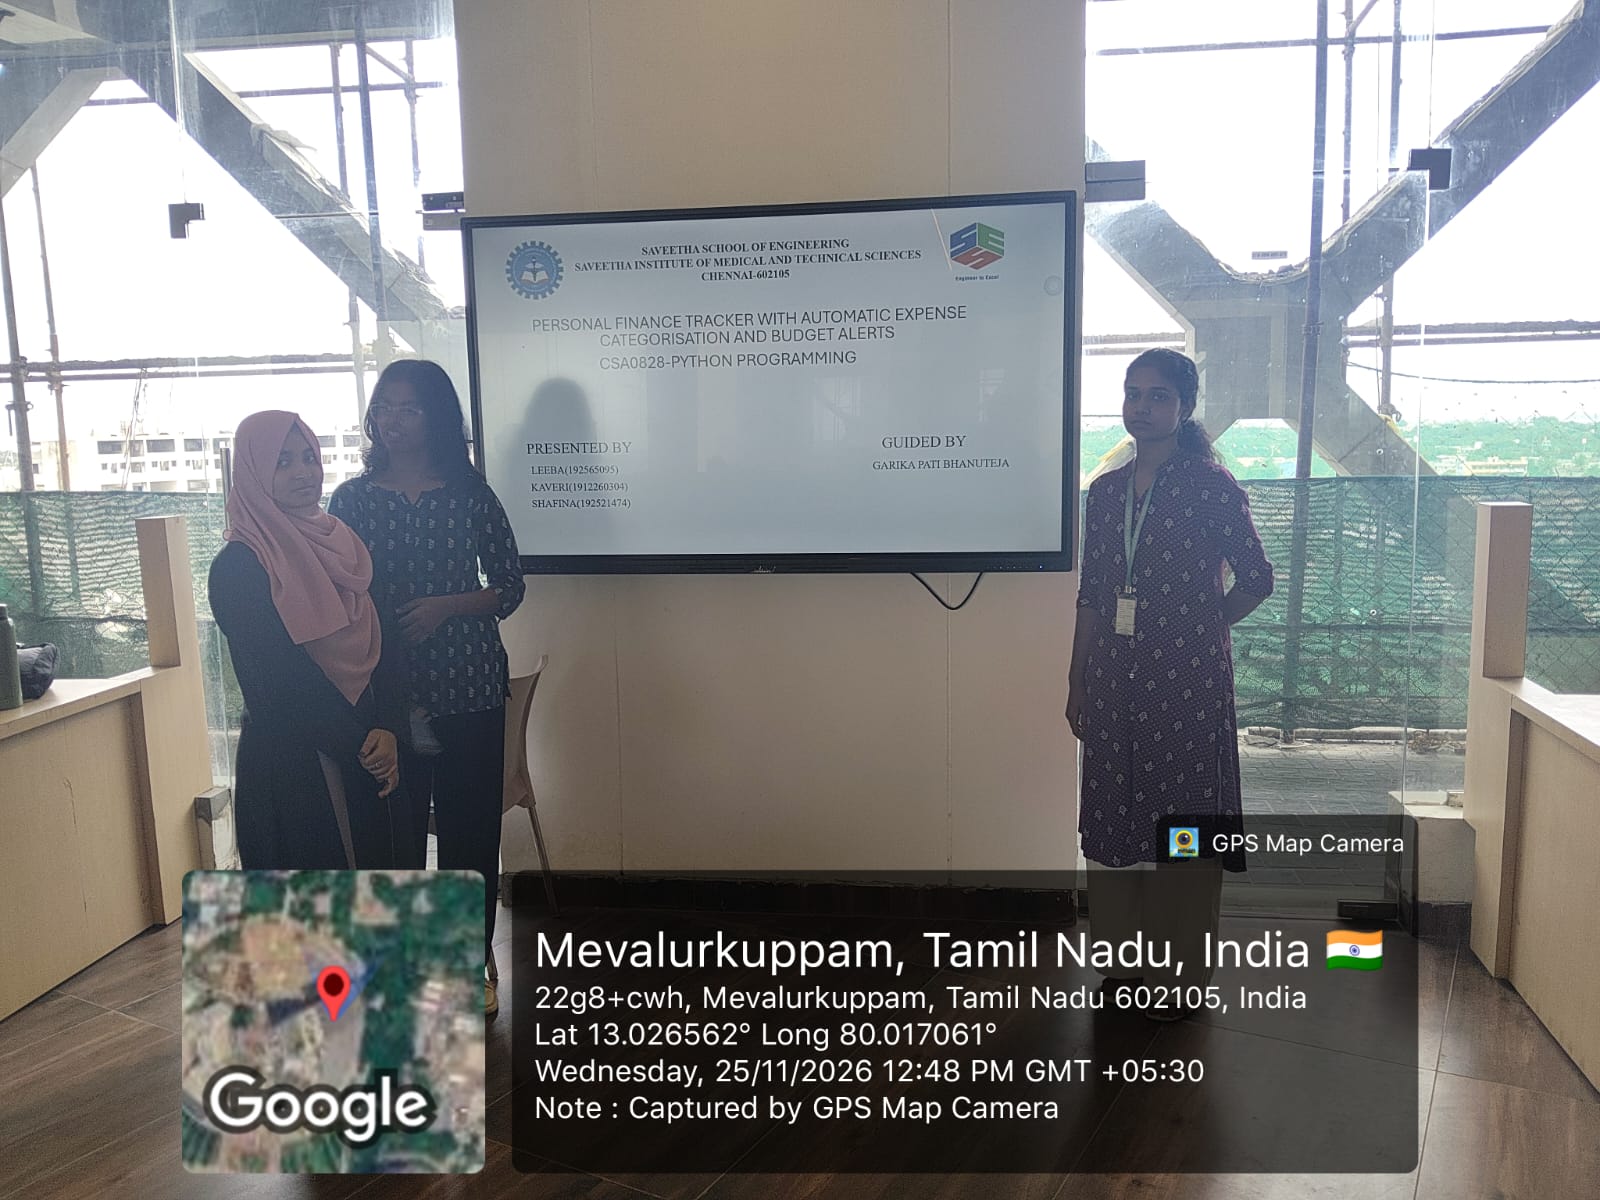 SAVEETHA SCHOOL OF ENGINEERING
SAVEETHA INSTITUTE OF MEDICAL AND TECHNICAL SCIENCES
CHENNAI-602105
SES
Engineer to Excel
PERSONAL FINANCE TRACKER WITH AUTOMATIC EXPENSE
CATEGORISATION AND BUDGET ALERTS
CSA0828-PYTHON PROGRAMMING
PRESENTED BY
LEEBA(192565095)
KAVERI(1912260304)
SHAFINA(192521474)
GUIDED BY
GARIKA PATI BHANUTEJA
GPS Map Camera
Google
Mevalurkuppam, Tamil Nadu, India
22g8+cwh, Mevalurkuppam, Tamil Nadu 602105, India
Lat 13.026562° Long 80.017061°
Wednesday, 25/11/2026 12:48 PM GMT +05:30
Note : Captured by GPS Map Camera